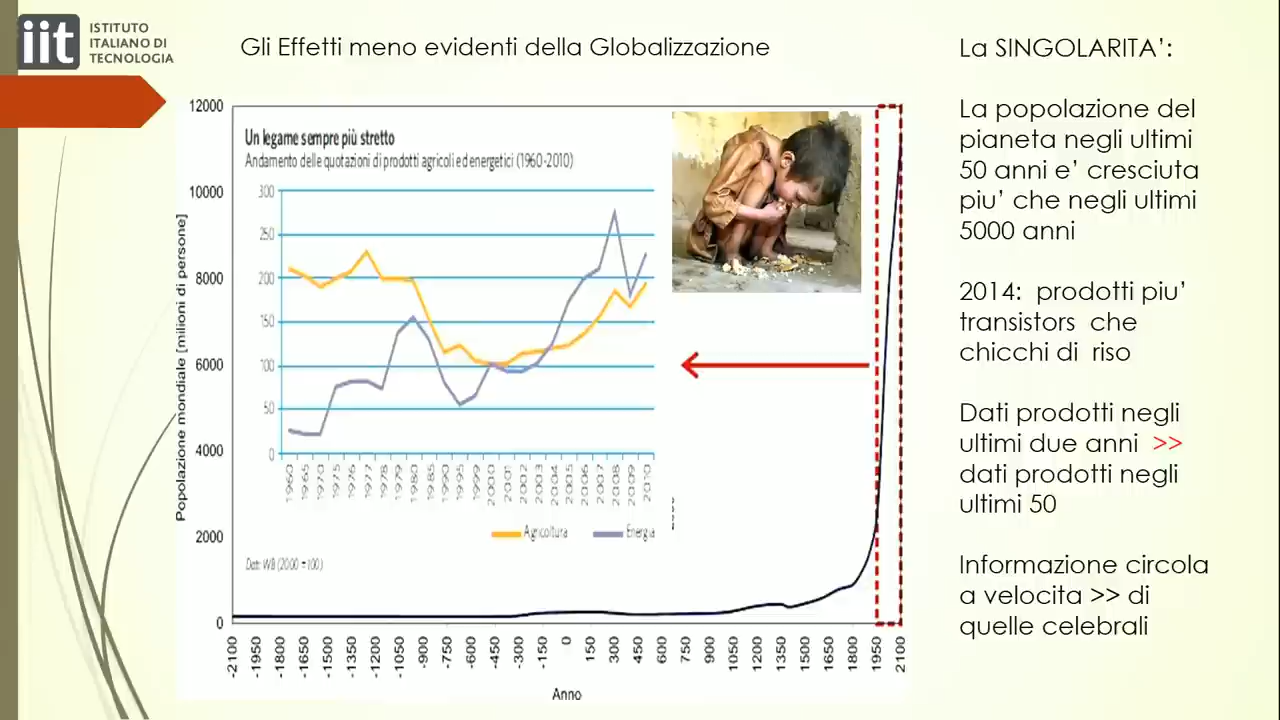 iit
ISTITUTO
ITALIANO DI
TECNOLOGIA
Gli Effetti meno evidenti della Globalizzazione
La SINGOLARITA’:
La popolazione del
pianeta negli ultimi
50 anni e’ cresciuta
piu’ che negli ultimi
5000 anni
2014: prodotti piu’
transistors che
chicchi di riso
Dati prodotti negli
ultimi due anni >>
dati prodotti negli
ultimi 50
Informazione circola
a velocita >> di
quelle celebrali
Popolazione mondiale [milioni di persone]
12000
10000
8000
6000
4000
2000
0
-2100 -1950 -1800 -1650 -1500 -1350 -1200 -1050 -900 -750 -600 -450 -300 -150 0 150 300 450 600 750 900 1050 1200 1350 1500 1650 1800 1950 2100
Anno
Un legame sempre più stretto
Andamento delle quotazioni di prodotti agricoli ed energetici (1960-2010)
300
250
200
150
100
50
0
1960 1965 1970 1975 1976 1977 1978 1979 1980 1985 1990 1995 1999 2000 2001 2002 2003 2004 2005 2006 2007 2008 2009 2010
Agricoltura Energia
Dati: WB (2000 =100)